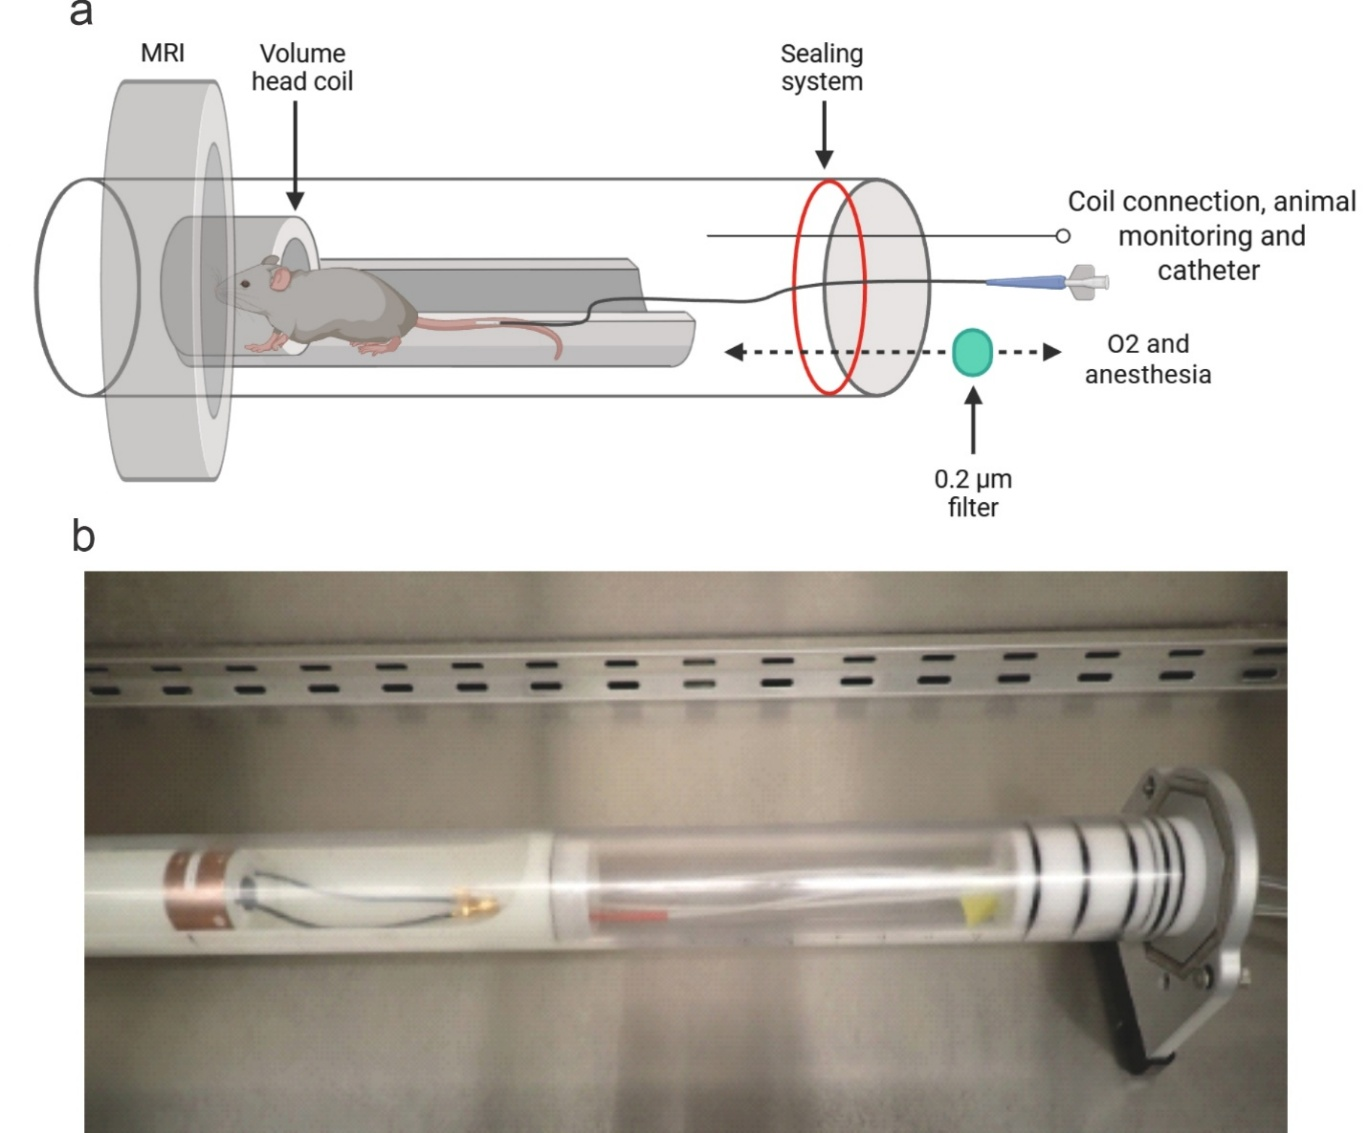 a
MRI
Volume
head coil
Sealing
system
Coil connection, animal
monitoring and
catheter
O2 and
anesthesia
0.2 µm
filter
b